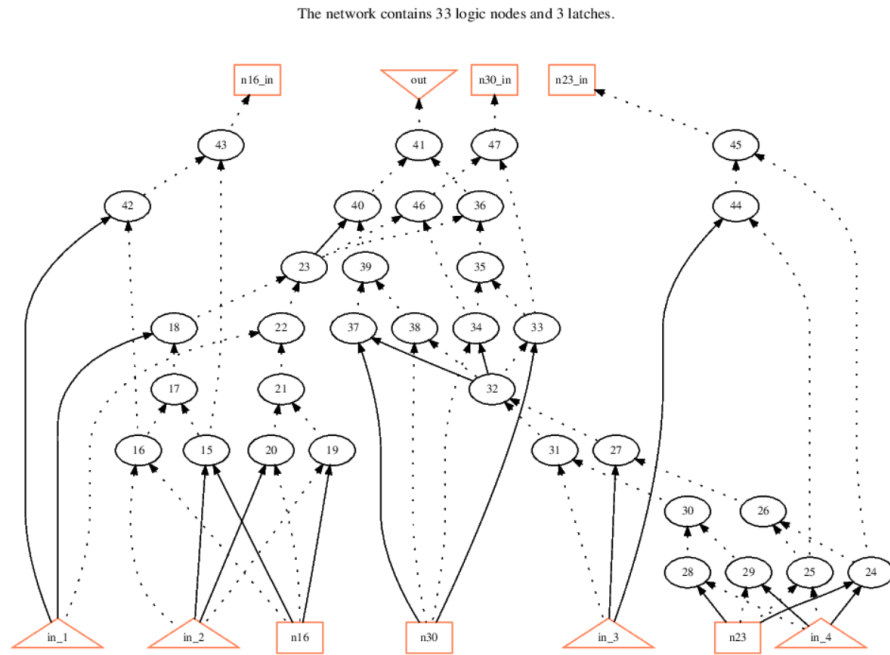 The network contains 33 logic nodes and 3 latches.
n16_in out n30_in n23_in
43 41 47 45
42 40 46 36 44
23 39 35
18 22 37 38 34 33
17 21 32
16 15 20 19 31 27
30 26
28 29 25 24
in_1 in_2 n16 n30 in_3 n23 in_4